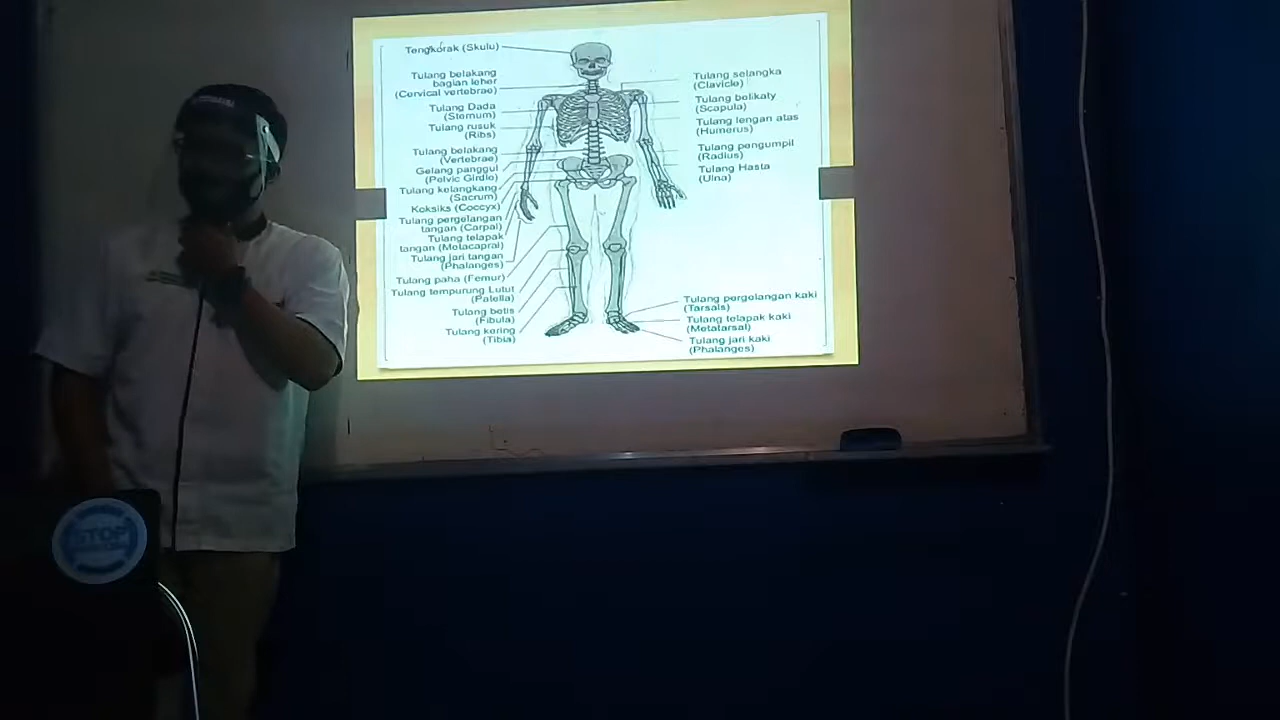 Tengkorak (Skulu)
Tulang belakang
bagian leher
(Cervical vertebrae)
Tulang Dada
(Sternum)
Tulang rusuk
(Ribs)
Tulang belakang
(Vertebrae)
Gelang panggul
(Pelvic Girdle)
Tulang kelangkang
(Sacrum)
Koksiks (Coccyx)
Tulang pergelangan
tangan (Carpal)
Tulang telapak
tangan (Metacapral)
Tulang jari tangan
(Phalanges)
Tulang paha (Femur)
Tulang tempurung Lutut
(Patella)
Tulang betis
(Fibula)
Tulang kering
(Tibia)
Tulang selangka
(Clavicle)
Tulang belikaty
(Scapula)
Tulang lengan atas
(Humerus)
Tulang pengumpil
(Radius)
Tulang Hasta
(Ulna)
Tulang pergelangan kaki
(Tarsals)
Tulang telapak kaki
(Metatarsal)
Tulang jari kaki
(Phalanges)
STOP